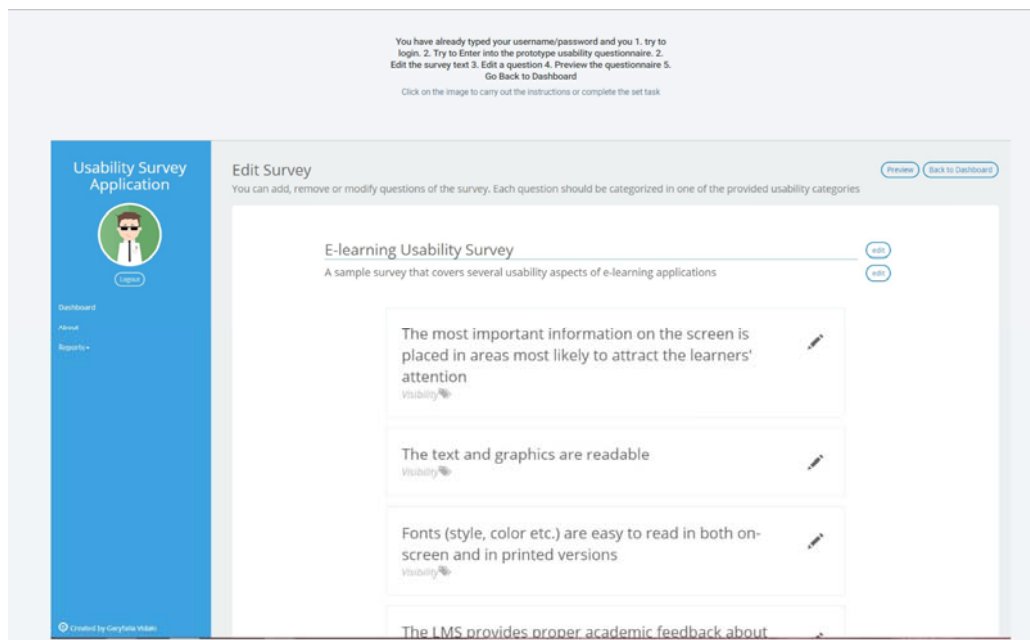 You have already typed your username/password and you 1. try to
login. 2. Try to Enter into the prototype usability questionnaire. 2.
Edit the survey text 3. Edit a question 4. Preview the questionnaire 5.
Go Back to Dashboard
Click on the image to carry out the instructions or complete the set task
Usability Survey
Application
Logout
Dashboard
About
Reports
Created by Garyfalia Vidaki
Edit Survey
Preview
Back to Dashboard
You can add, remove or modify questions of the survey. Each question should be categorized in one of the provided usability categories
E-learning Usability Survey
edit
A sample survey that covers several usability aspects of e-learning applications
edit
The most important information on the screen is
placed in areas most likely to attract the learners'
attention
Visibility
The text and graphics are readable
Visibility
Fonts (style, color etc.) are easy to read in both on-
screen and in printed versions
Visibility
The LMS provides proper academic feedback about